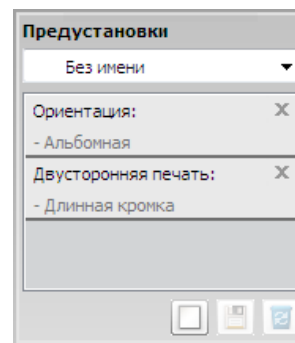 Предустановки
Без имени
Ориентация:
- Альбомная
Двусторонняя печать:
- Длинная кромка